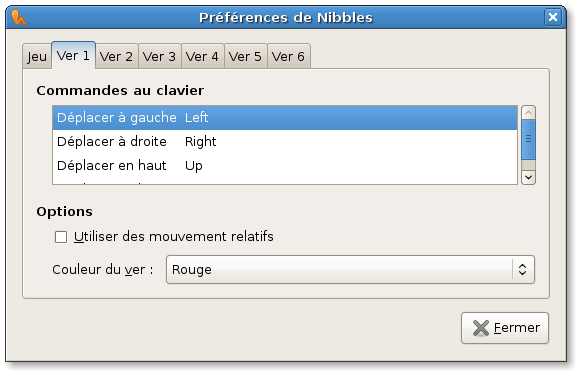 Préférences de Nibbles
Jeu Ver 1 Ver 2 Ver 3 Ver 4 Ver 5 Ver 6
Commandes au clavier
Déplacer à gauche Left
Déplacer à droite Right
Déplacer en haut Up
Options
Utiliser des mouvement relatifs
Couleur du ver : Rouge
Fermer